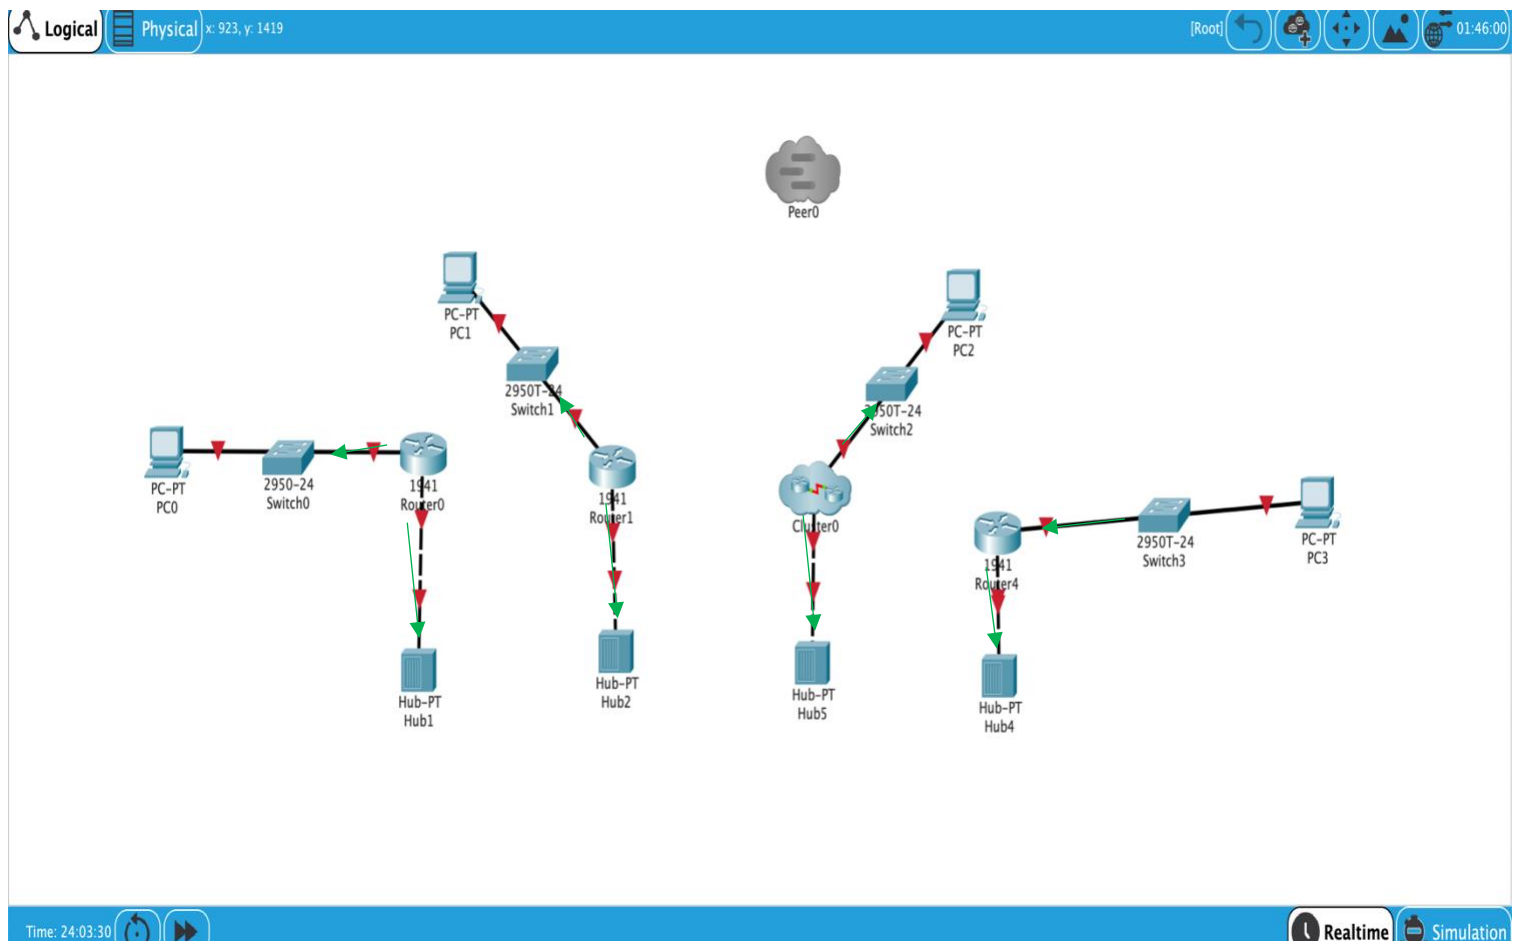 Logical
Physical
x: 923, y: 1419
[Root]
01:46:00
Peer0
PC-PT
PC1
PC-PT
PC2
2950T-24
Switch1
2950T-24
Switch2
PC-PT
PC0
2950-24
Switch0
1941
Router0
1941
Router1
Cluster0
1941
Router4
2950T-24
Switch3
PC-PT
PC3
Hub-PT
Hub1
Hub-PT
Hub2
Hub-PT
Hub5
Hub-PT
Hub4
Time: 24:03:30
Realtime
Simulation